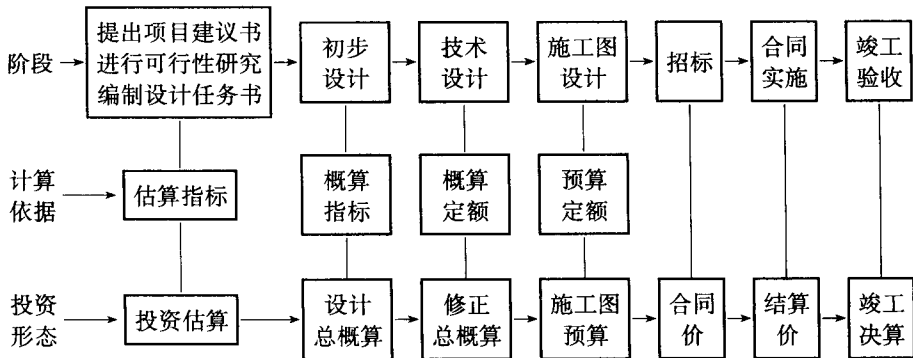 阶段
提出项目建议书
进行可行性研究
编制设计任务书
初步
设计
技术
设计
施工图
设计
招标
合同
实施
竣工
验收
计算
依据
估算指标
概算
指标
概算
定额
预算
定额
投资
形态
投资估算
设计
总概算
修正
总概算
施工图
预算
合同
价
结算
价
竣工
决算